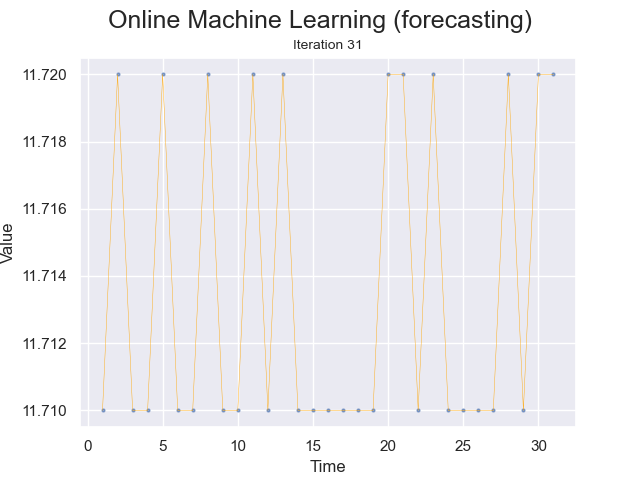 Online Machine Learning (forecasting)
Iteration 31
11.720
11.718
11.716
11.714
11.712
11.710
Value
0 5 10 15 20 25 30
Time